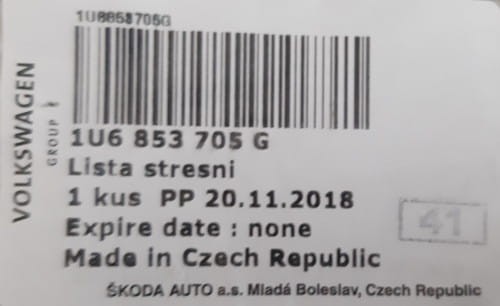 1U6853705G
VOLKSWAGEN
GROUP
1U6 853 705 G
Lista stresni
1 kus PP 20.11.2018
Expire date : none
41
Made in Czech Republic
ŠKODA AUTO a.s. Mladá Boleslav, Czech Republic